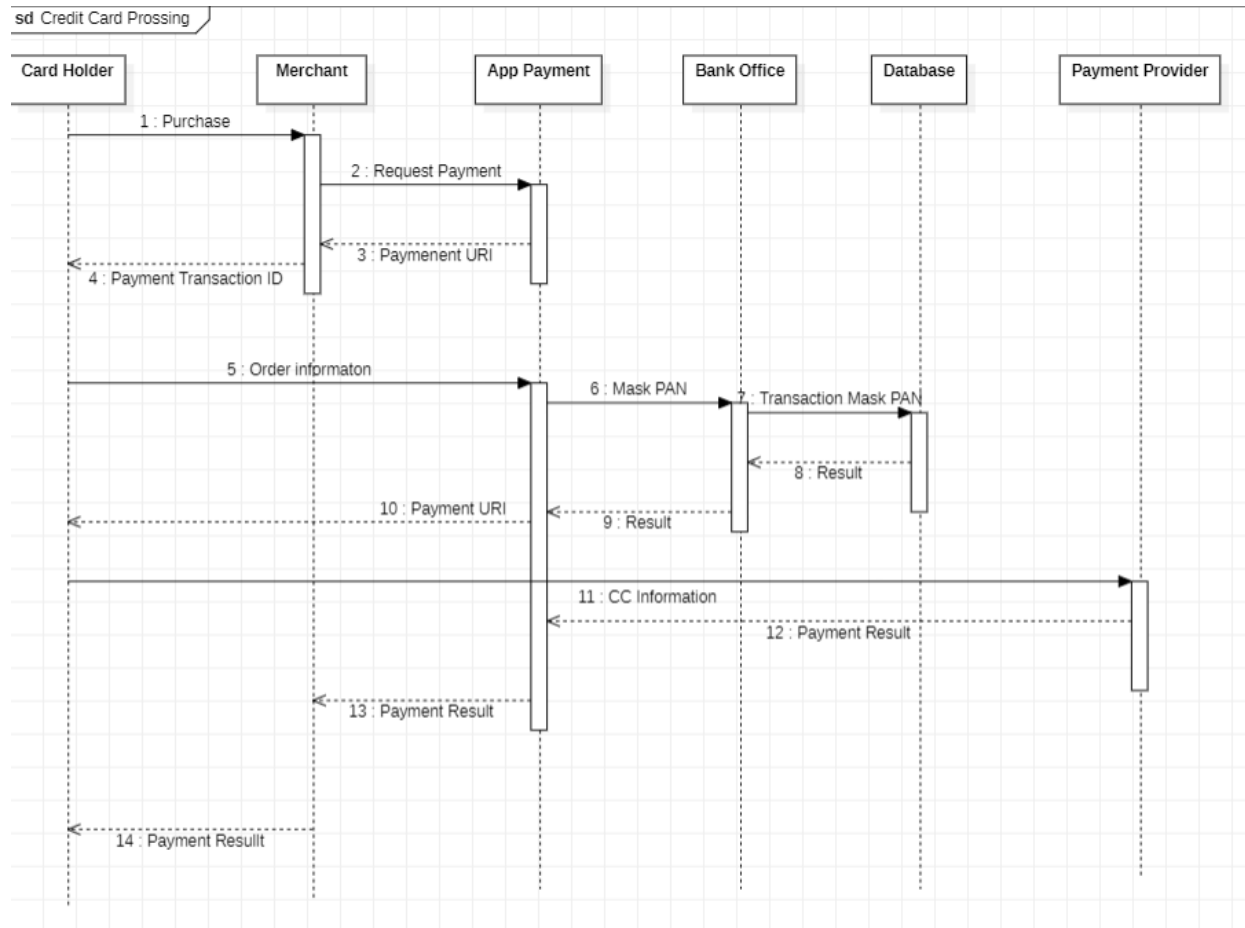 sd Credit Card Prossing
Card Holder
Merchant
App Payment
Bank Office
Database
Payment Provider
1 : Purchase
2 : Request Payment
3 : Paymenent URI
4 : Payment Transaction ID
5 : Order informaton
6 : Mask PAN
7 : Transaction Mask PAN
8 : Result
9 : Result
10 : Payment URI
11 : CC Information
12 : Payment Result
13 : Payment Result
14 : Payment Resullt